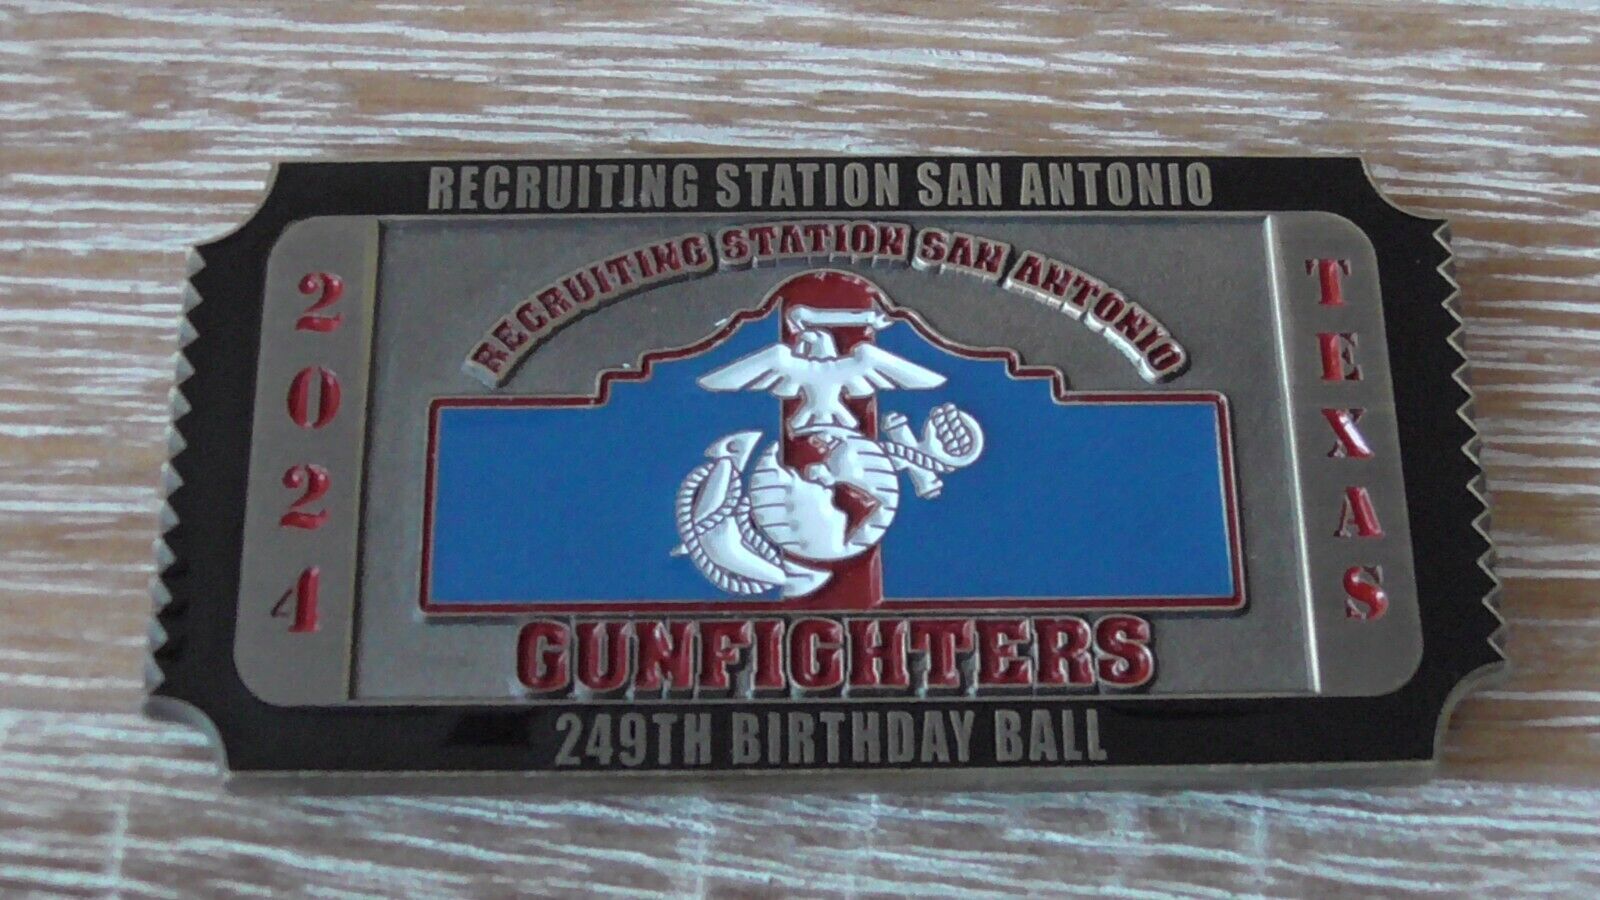 RECRUITING STATION SAN ANTONIO
RECRUITING STATION SAN ANTONIO
2024
TEXAS
GUNFIGHTERS
249TH BIRTHDAY BALL